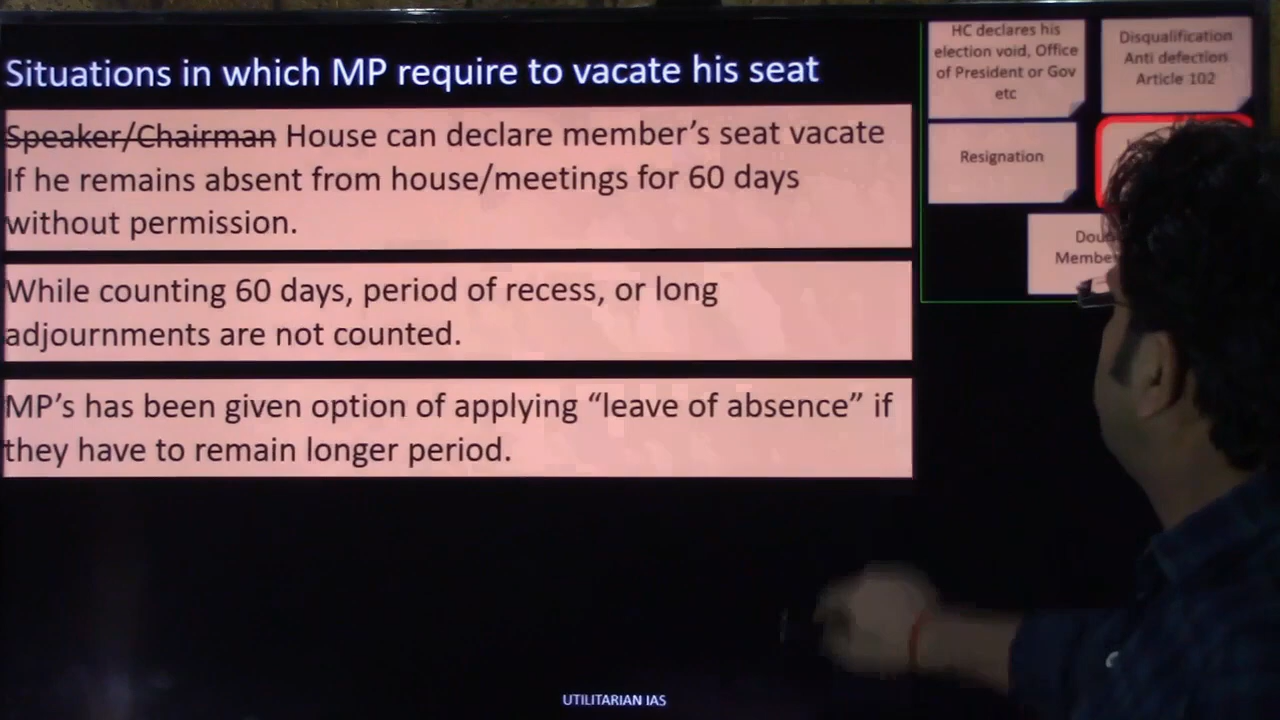 Situations in which MP require to vacate his seat
Speaker/Chairman House can declare member's seat vacate
If he remains absent from house/meetings for 60 days
without permission.
While counting 60 days, period of recess, or long
adjournments are not counted.
MP's has been given option of applying “leave of absence” if
they have to remain longer period.
HC declares his
election void, Office
of President or Gov
etc
Disqualification
Anti defection
Article 102
Resignation
UTILITARIAN IAS